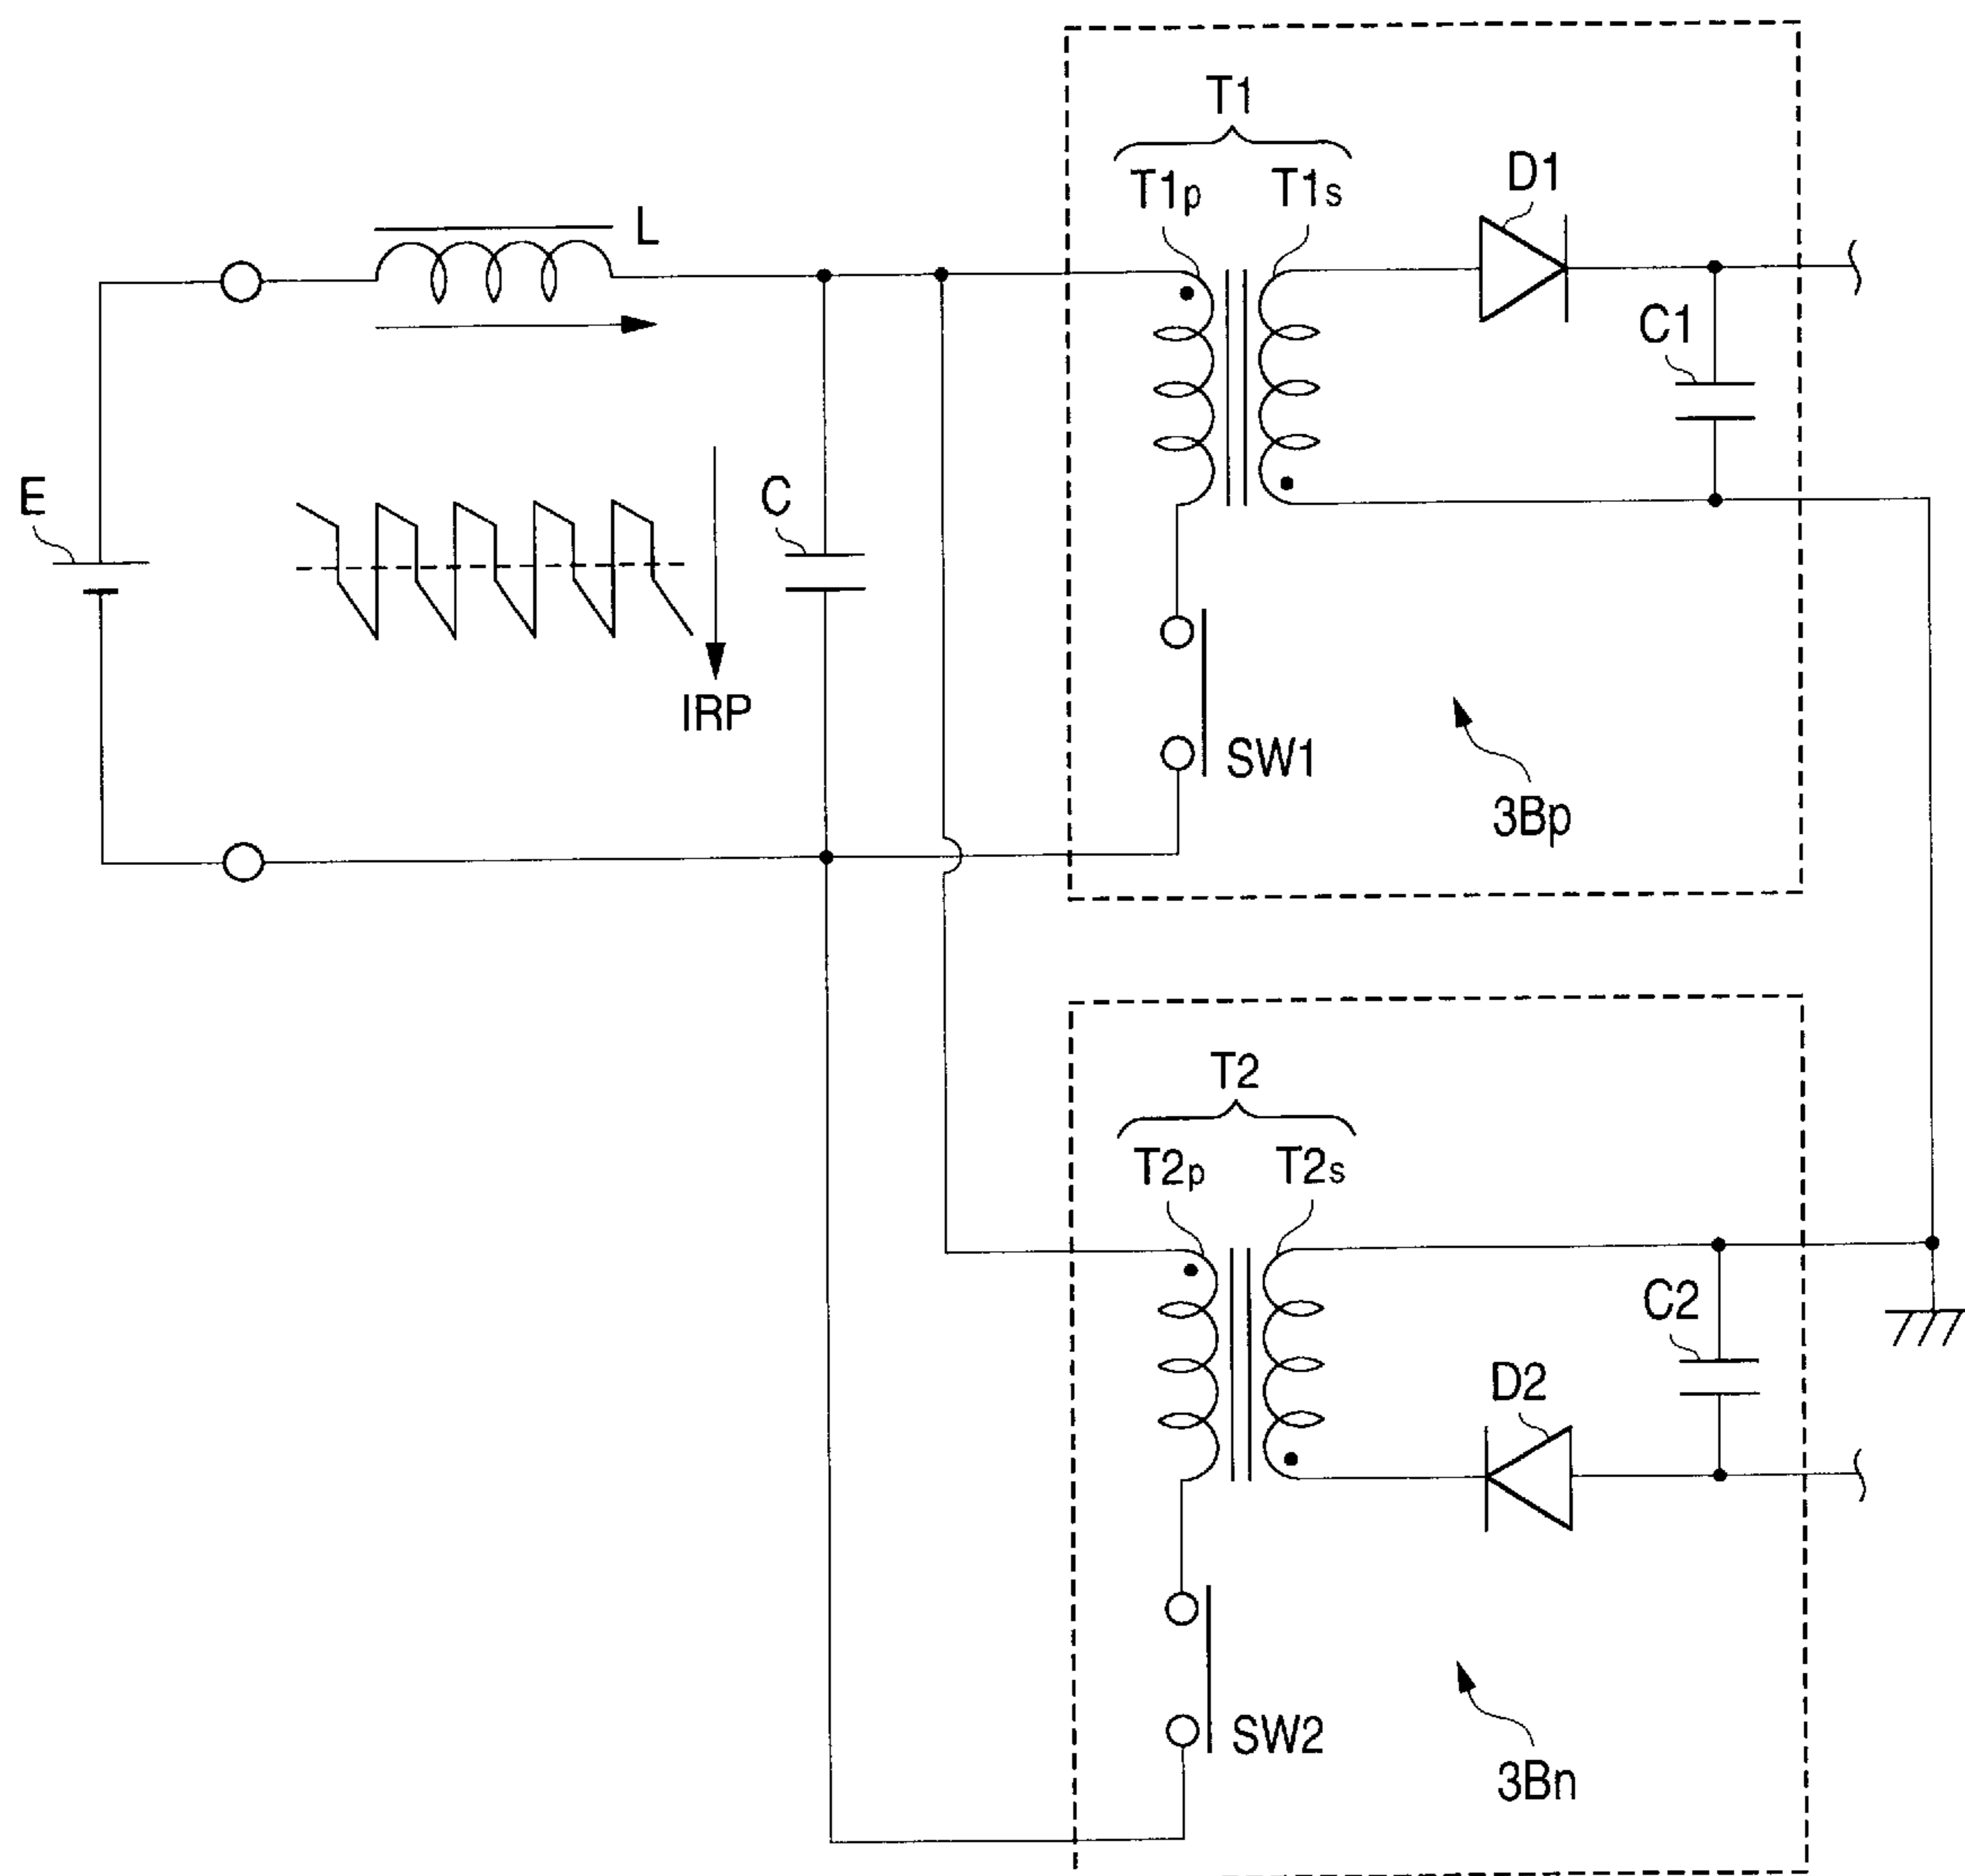 T1
T1p T1s
D1
L
C1
E
C
IRP
SW1
3Bp
T2
T2p T2s
C2
D2
SW2
3Bn